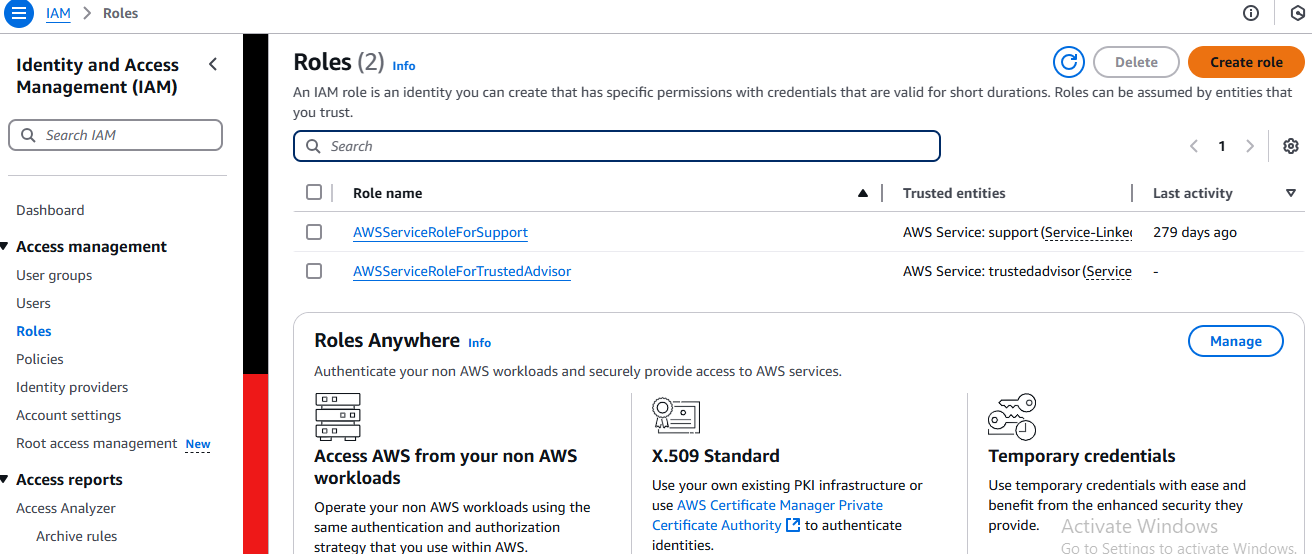 IAM > Roles
Identity and Access
Management (IAM)
Search IAM
Dashboard
Access management
User groups
Users
Roles
Policies
Identity providers
Account settings
Root access management New
Access reports
Access Analyzer
Archive rules
Roles (2) Info
Delete
Create role
An IAM role is an identity you can create that has specific permissions with credentials that are valid for short durations. Roles can be assumed by entities that
you trust.
Search
1
Role name Trusted entities Last activity
AWSServiceRoleForSupport AWS Service: support (Service-Linked 279 days ago
AWSServiceRoleForTrustedAdvisor AWS Service: trustedadvisor (Service -
Roles Anywhere Info
Manage
Authenticate your non AWS workloads and securely provide access to AWS services.
Access AWS from your non AWS
workloads
Operate your non AWS workloads using the
same authentication and authorization
strategy that you use within AWS.
X.509 Standard
Use your own existing PKI infrastructure or
use AWS Certificate Manager Private
Certificate Authority to authenticate
identities.
Temporary credentials
Use temporary credentials with ease and
benefit from the enhanced security they
provide.
Activate Windows
Go to Settings to activate Windows.